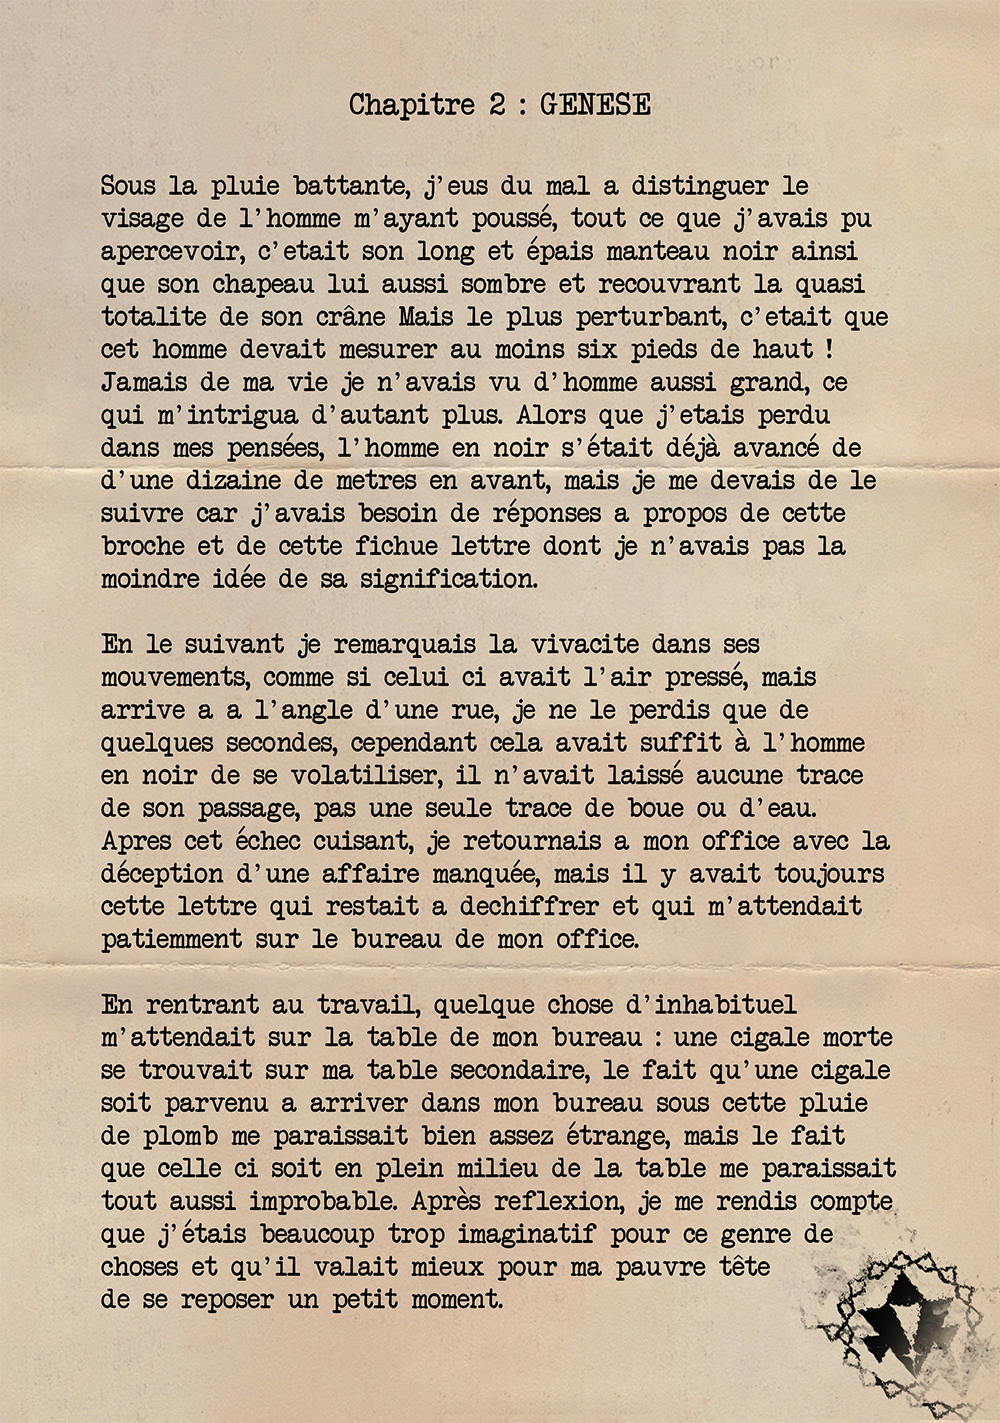 Chapitre 2 : GENESE
Sous la pluie battante, j'eus du mal a distinguer le
visage de l'homme m'ayant poussé, tout ce que j'avais pu
apercevoir, c'etait son long et épais manteau noir ainsi
que son chapeau lui aussi sombre et recouvrant la quasi
totalite de son crâne Mais le plus perturbant, c'etait que
cet homme devait mesurer au moins six pieds de haut !
Jamais de ma vie je n'avais vu d'homme aussi grand, ce
qui m'intrigua d'autant plus. Alors que j'etais perdu
dans mes pensées, l'homme en noir s'était déjà avancé de
d'une dizaine de metres en avant, mais je me devais de le
suivre car j'avais besoin de réponses a propos de cette
broche et de cette fichue lettre dont je n'avais pas la
moindre idée de sa signification.
En le suivant je remarquais la vivacite dans ses
mouvements, comme si celui ci avait l'air pressé, mais
arrive a a l'angle d'une rue, je ne le perdis que de
quelques secondes, cependant cela avait suffit à l'homme
en noir de se volatiliser, il n'avait laissé aucune trace
de son passage, pas une seule trace de boue ou d'eau.
Apres cet échec cuisant, je retournais a mon office avec la
déception d'une affaire manquée, mais il y avait toujours
cette lettre qui restait a dechiffrer et qui m'attendait
patiemment sur le bureau de mon office.
En rentrant au travail, quelque chose d'inhabituel
m'attendait sur la table de mon bureau : une cigale morte
se trouvait sur ma table secondaire, le fait qu'une cigale
soit parvenu a arriver dans mon bureau sous cette pluie
de plomb me paraissait bien assez étrange, mais le fait
que celle ci soit en plein milieu de la table me paraissait
tout aussi improbable. Après reflexion, je me rendis compte
que j'étais beaucoup trop imaginatif pour ce genre de
choses et qu'il valait mieux pour ma pauvre tête
de se reposer un petit moment.